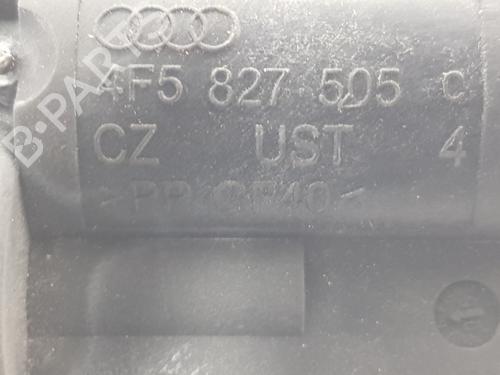 4F5 827 505 C
CZ UST 4
>PP-GF40<
B-PARTS